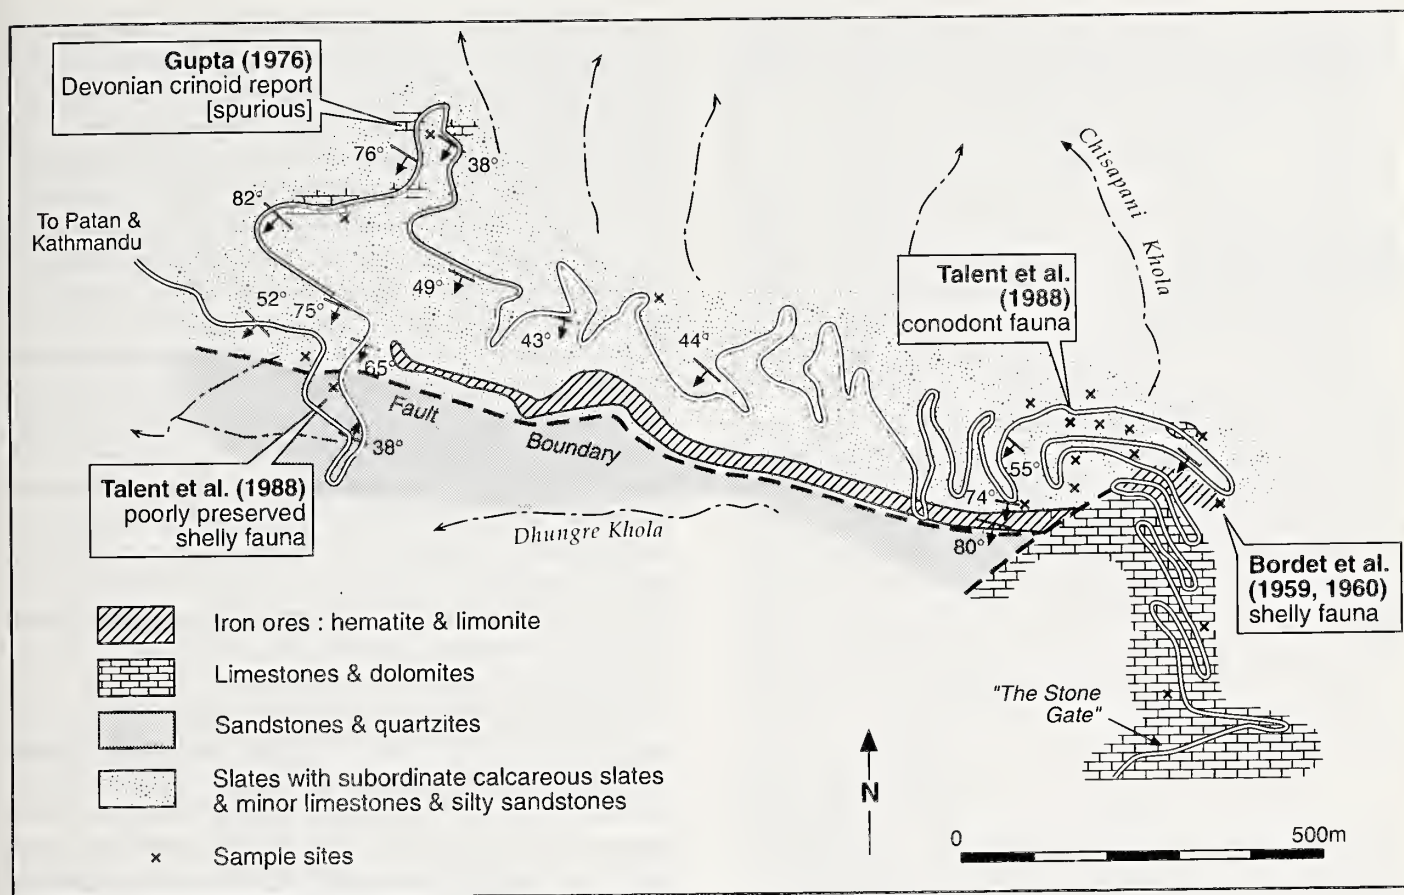 Gupta (1976)
Devonian crinoid report
[spurious]
76°
38°
82°
To Patan &
Kathmandu
Chisapani Khola
Talent et al.
(1988)
conodont fauna
49°
52°
75°
43°
44°
65°
Fault
Boundary
38°
55°
74°
80°
Talent et al. (1988)
poorly preserved
shelly fauna
Dhungre Khola
Bordet et al.
(1959, 1960)
shelly fauna
Iron ores : hematite & limonite
Limestones & dolomites
"The Stone
Gate"
Sandstones & quartzites
Slates with subordinate calcareous slates
& minor limestones & silty sandstones
N
0
500m
Sample sites